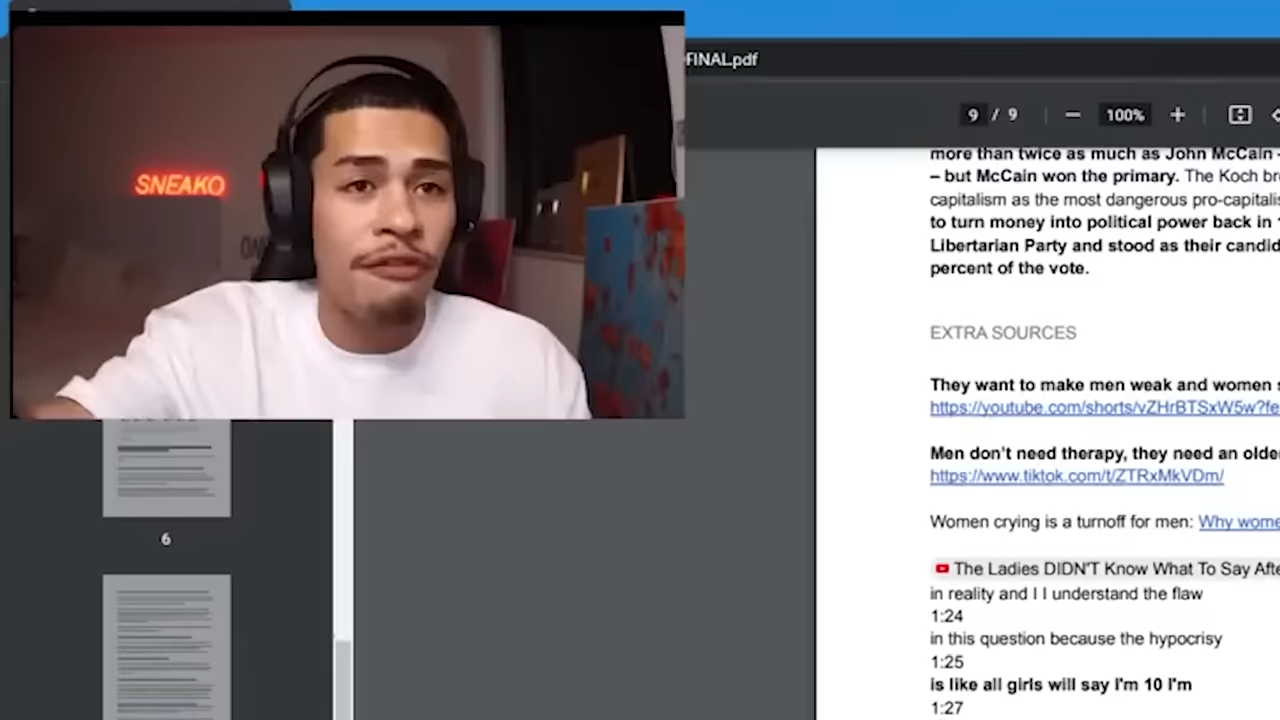 SNEAKO
FINAL.pdf
9 / 9
100%
more than twice as much as John McCain -
– but McCain won the primary. The Koch br
capitalism as the most dangerous pro-capitalis
to turn money into political power back in
Libertarian Party and stood as their candid
percent of the vote.
EXTRA SOURCES
They want to make men weak and women s
https://youtube.com/shorts/vZHrBTSxW5w?fe
Men don't need therapy, they need an olde
https://www.tiktok.com/t/ZTRxMkVDm/
Women crying is a turnoff for men: Why wome
The Ladies DIDN'T Know What To Say Afte
in reality and I I understand the flaw
1:24
in this question because the hypocrisy
1:25
is like all girls will say I'm 10 I'm
1:27
6